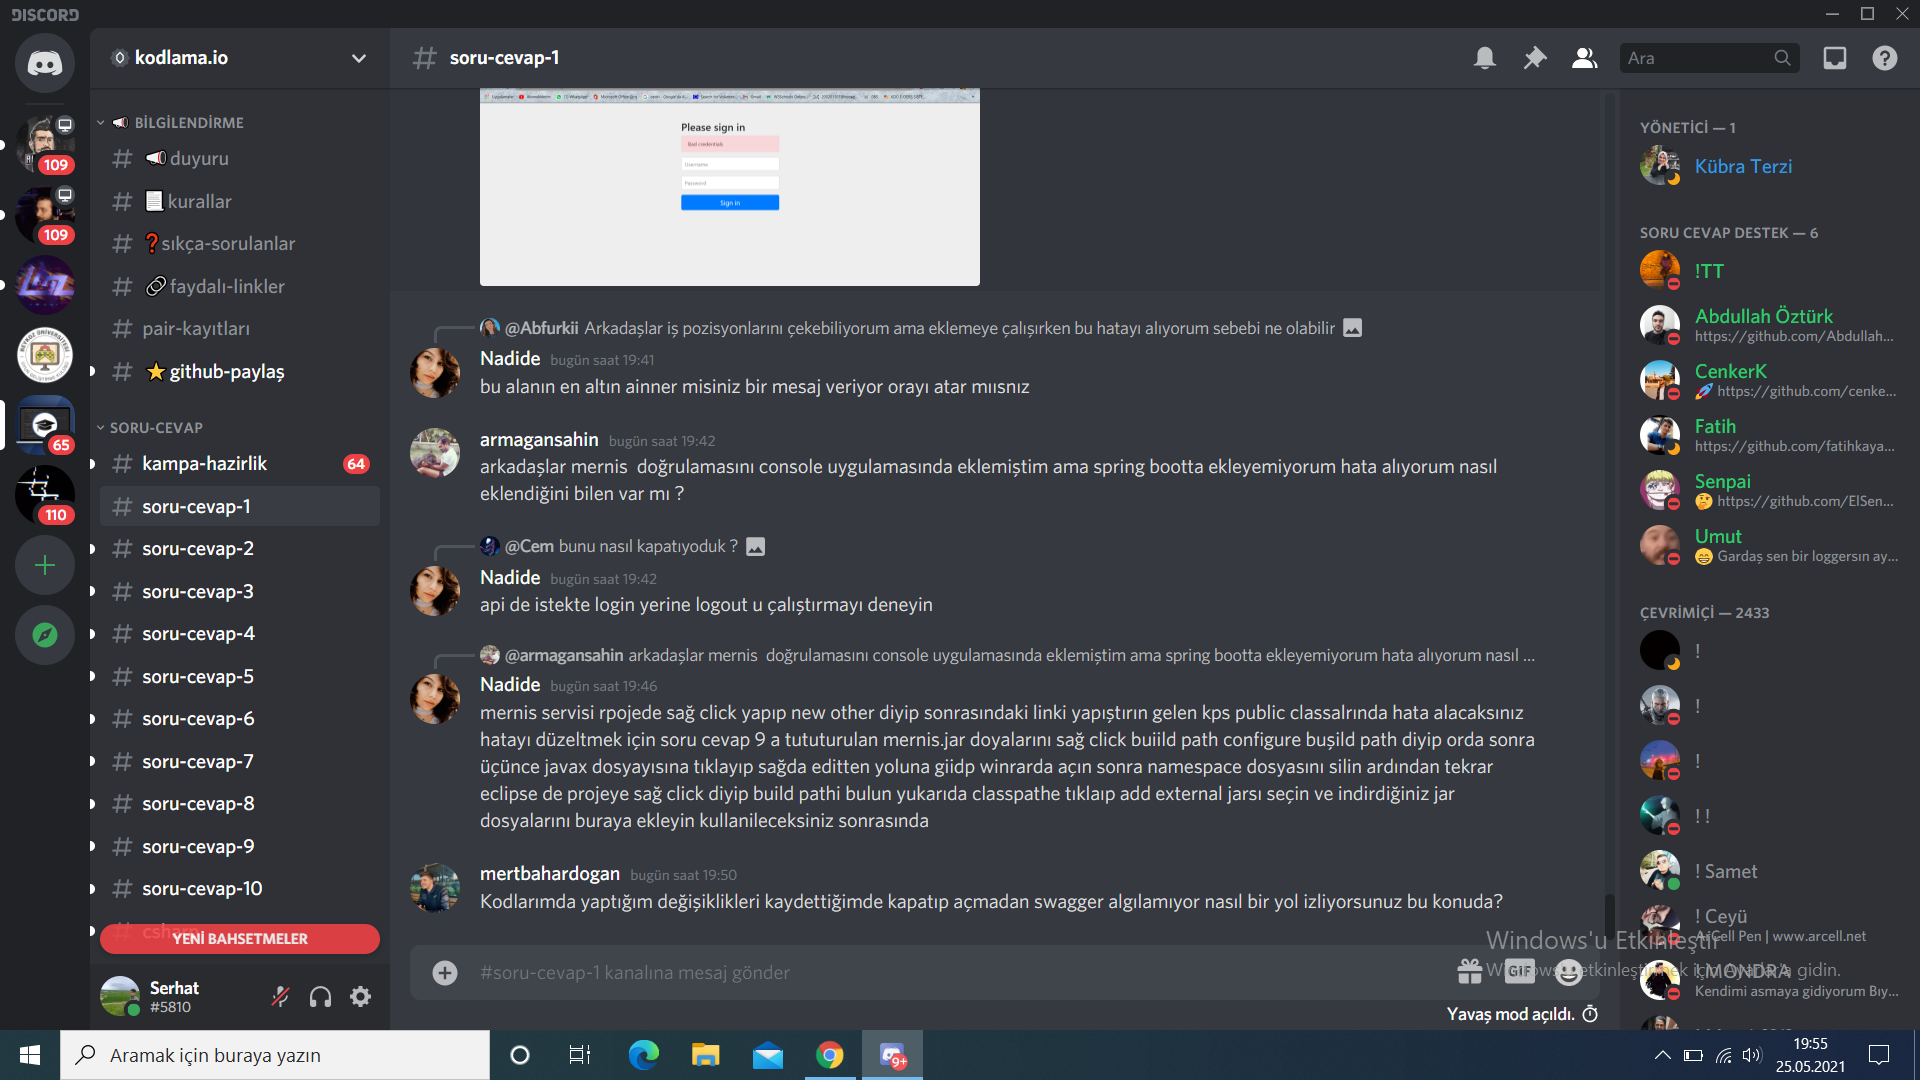 DISCORD
kodlama.io
soru-cevap-1
Ara
BİLGİLENDİRME
duyuru
kurallar
sıkça-sorulanlar
faydalı-linkler
pair-kayıtları
github-paylaş
SORU-CEVAP
kampa-hazirlik
64
soru-cevap-1
soru-cevap-2
soru-cevap-3
soru-cevap-4
soru-cevap-5
soru-cevap-6
soru-cevap-7
soru-cevap-8
soru-cevap-9
soru-cevap-10
csharp
YENİ BAHSETMELER
Serhat
#5810
109
109
65
110
Please sign in
Bad credentials
Username
Password
Sign in
@Abfurkii Arkadaşlar iş pozisyonlarını çekebiliyorum ama eklemeye çalışırken bu hatayı alıyorum sebebi ne olabilir
Nadide bugün saat 19:41
bu alanın en altın ainner misiniz bir mesaj veriyor orayı atar mıısnız
armagansahin bugün saat 19:42
arkadaşlar mernis  doğrulamasını console uygulamasında eklemiştim ama spring bootta ekleyemiyorum hata alıyorum nasıl
eklendiğini bilen var mı ?
@Cem bunu nasıl kapatıyoduk ?
Nadide bugün saat 19:42
api de istekte login yerine logout u çalıştırmayı deneyin
@armagansahin arkadaşlar mernis  doğrulamasını console uygulamasında eklemiştim ama spring bootta ekleyemiyorum hata alıyorum nasıl ...
Nadide bugün saat 19:46
mernis servisi rpojede sağ click yapıp new other diyip sonrasındaki linki yapıştırın gelen kps public classalrında hata alacaksınız
hatayı düzeltmek için soru cevap 9 a tututurulan mernis.jar doyalarını sağ click buiild path configure buşild path diyip orda sonra
üçünce javax dosyayısına tıklayıp sağda editten yoluna giidp winrarda açın sonra namespace dosyasını silin ardından tekrar
eclipse de projeye sağ click diyip build pathi bulun yukarıda classpathe tıklaıp add external jarsı seçin ve indirdiğiniz jar
dosyalarını buraya ekleyin kullanileceksiniz sonrasında
mertbahardogan bugün saat 19:50
Kodlarımda yaptığım değişiklikleri kaydettiğimde kapatıp açmadan swagger algılamıyor nasıl bir yol izliyorsunuz bu konuda?
#soru-cevap-1 kanalına mesaj gönder
GIF
Yavaş mod açıldı.
YÖNETİCİ — 1
Kübra Terzi
SORU CEVAP DESTEK — 6
!TT
Abdullah Öztürk
https://github.com/Abdullah...
CenkerK
https://github.com/cenke...
Fatih
https://github.com/fatihkaya...
Senpai
https://github.com/ElSen...
Umut
Gardaş sen bir loggersın ay...
ÇEVRİMİÇİ — 2433
!
!
!
! !
! Samet
! Ceyü
ArCell Pen | www.arcell.net
! MONDRA
Kendimi asmaya gidiyorum Bıy...
Windows'u Etkinleştir
Windows'u etkinleştirmek için Ayarlar'a gidin.
Aramak için buraya yazın
9+
19:55
25.05.2021